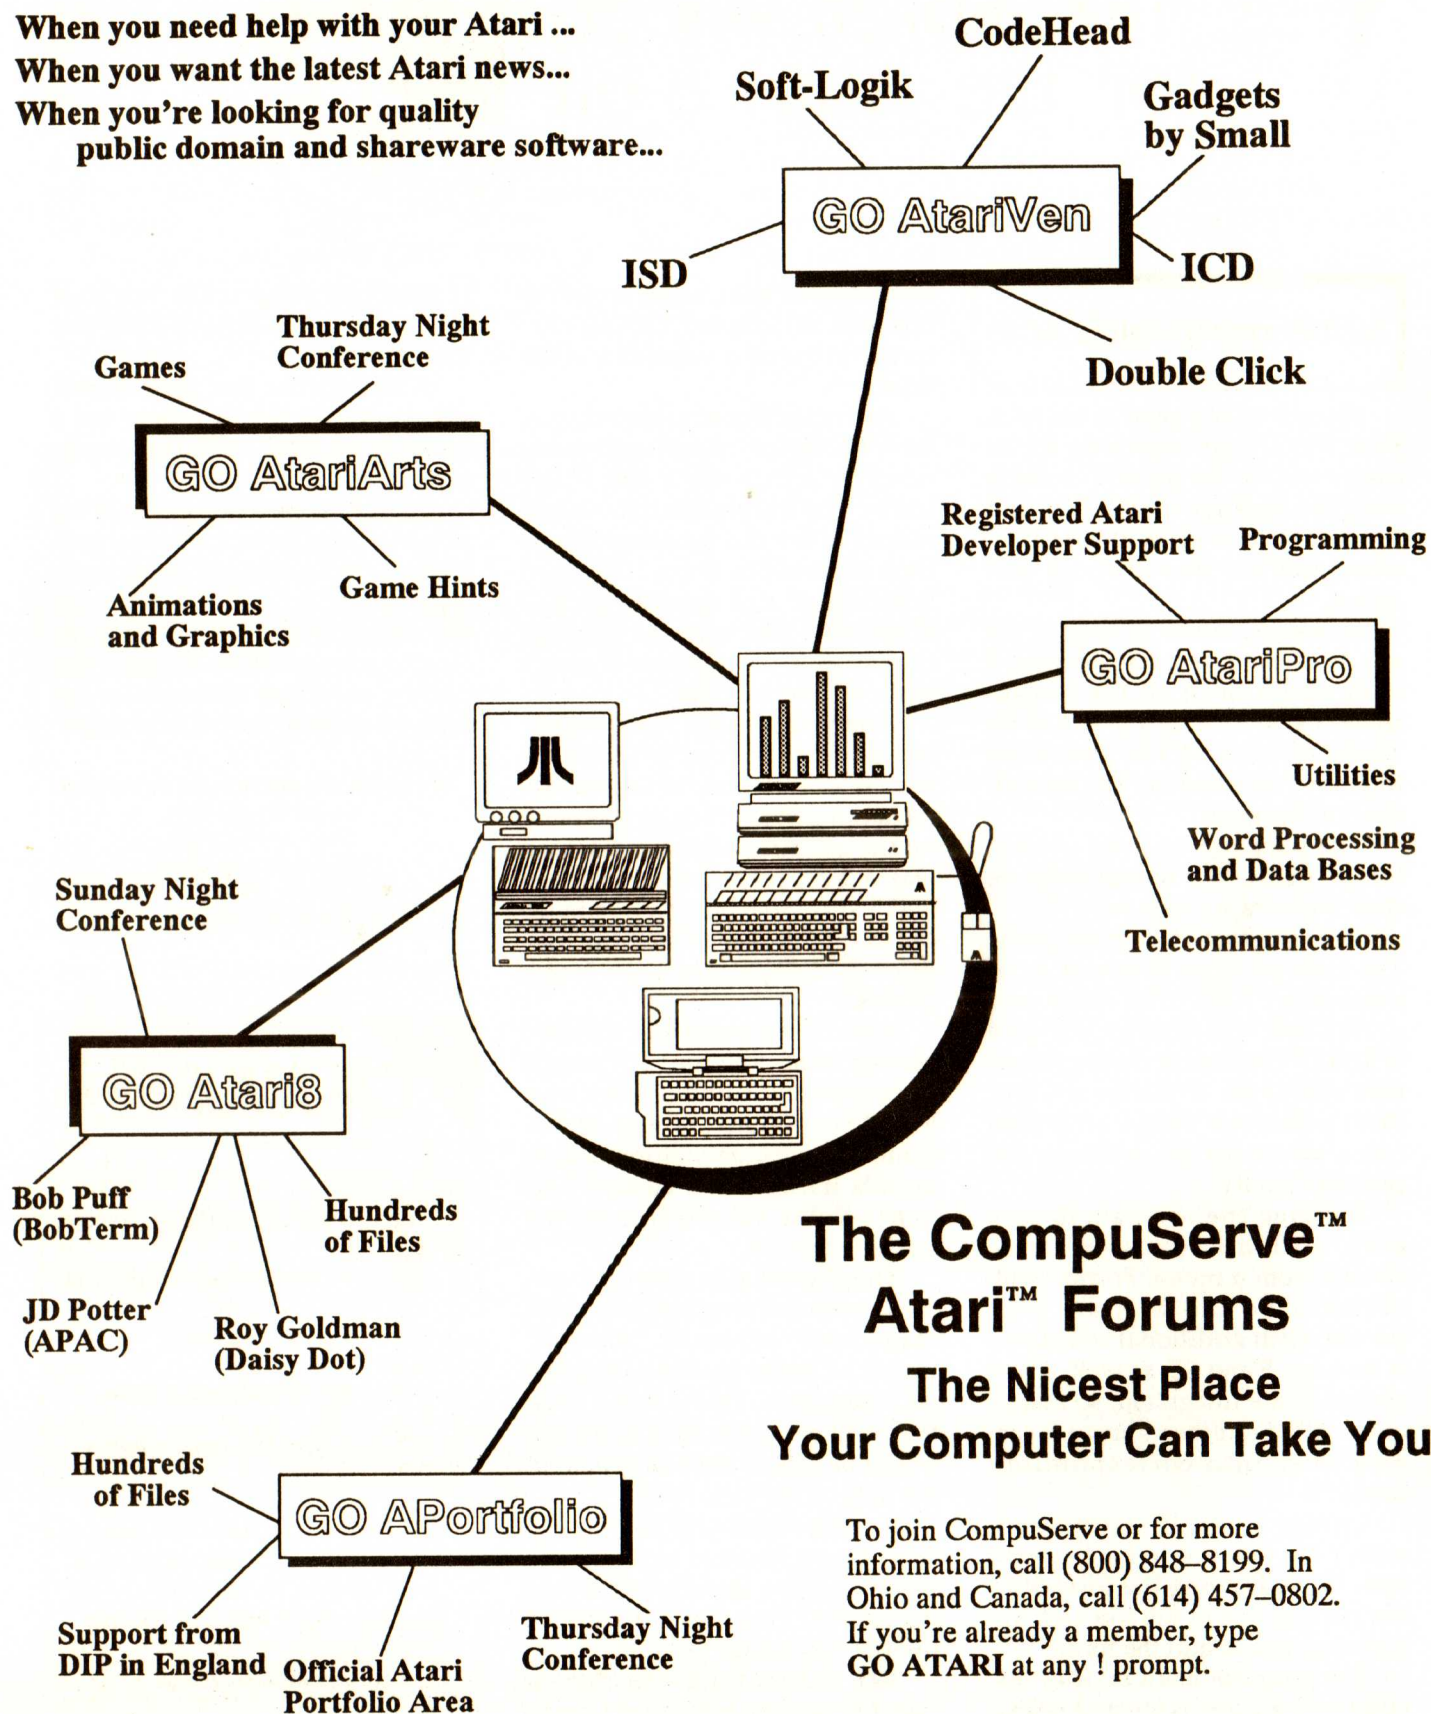 When you need help with your Atari ...
When you want the latest Atari news...
When you're looking for quality
public domain and shareware software...
CodeHead
Soft-Logik
Gadgets
by Small
GO AtariVen
ISD
ICD
Double Click
Thursday Night
Conference
Games
GO AtariArts
Animations
and Graphics
Game Hints
Registered Atari
Developer Support
Programming
GO AtariPro
Utilities
Word Processing
and Data Bases
Telecommunications
Sunday Night
Conference
GO Atari8
Bob Puff
(BobTerm)
Hundreds
of Files
JD Potter
(APAC)
Roy Goldman
(Daisy Dot)
The CompuServe™
Atari™ Forums
The Nicest Place
Your Computer Can Take You
Hundreds
of Files
GO APortfolio
Support from
DIP in England
Official Atari
Portfolio Area
Thursday Night
Conference
To join CompuServe or for more
information, call (800) 848–8199. In
Ohio and Canada, call (614) 457–0802.
If you're already a member, type
GO ATARI at any ! prompt.